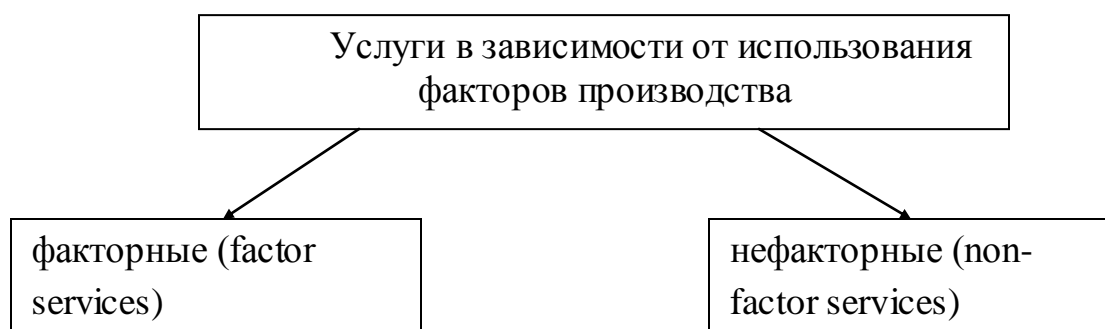 Услуги в зависимости от использования
факторов производства
факторные (factor
services)
нефакторные (non-
factor services)